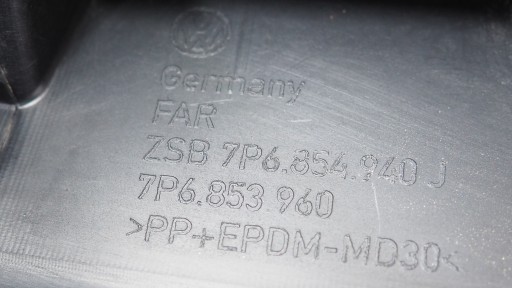 Germany
FAR
ZSB 7P6.854.940 J
7P6.853 960
>PP+EPDM-MD30<